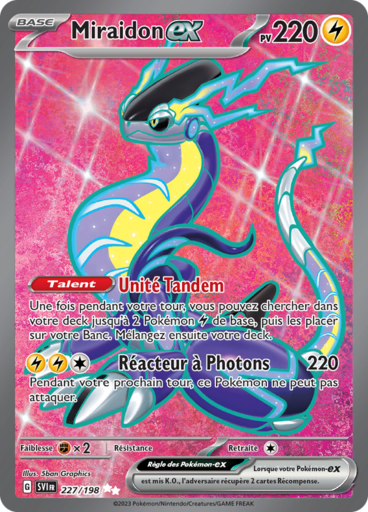 BASE Miraidon ex PV 220
Talent Unité Tandem
Une fois pendant votre tour, vous pouvez chercher dans
votre deck jusqu'à 2 Pokémon de base, puis les placer
sur votre Banc. Mélangez ensuite votre deck.
Réacteur à Photons 220
Pendant votre prochain tour, ce Pokémon ne peut pas
attaquer.
Faiblesse ×2 Résistance Retraite
Illus. 5ban Graphics
Règle des Pokémon-ex Lorsque votre Pokémon-ex
est mis K.O., l'adversaire récupère 2 cartes Récompense.
G SVI FR 227/198
©2023 Pokémon/Nintendo/Creatures/GAME FREAK